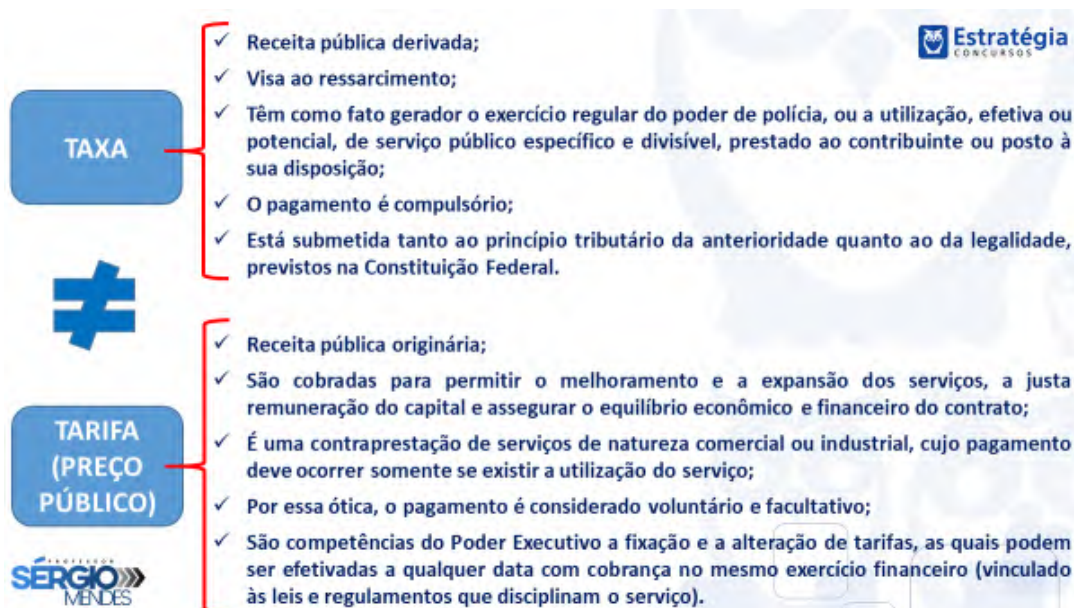 Estratégia
CONCURSOS
✓ Receita pública derivada;
✓ Visa ao ressarcimento;
✓ Têm como fato gerador o exercício regular do poder de polícia, ou a utilização, efetiva ou
potencial, de serviço público específico e divisível, prestado ao contribuinte ou posto à
sua disposição;
✓ O pagamento é compulsório;
✓ Está submetida tanto ao princípio tributário da anterioridade quanto ao da legalidade,
previstos na Constituição Federal.
TAXA
≠
✓ Receita pública originária;
✓ São cobradas para permitir o melhoramento e a expansão dos serviços, a justa
remuneração do capital e assegurar o equilíbrio econômico e financeiro do contrato;
✓ É uma contraprestação de serviços de natureza comercial ou industrial, cujo pagamento
deve ocorrer somente se existir a utilização do serviço;
✓ Por essa ótica, o pagamento é considerado voluntário e facultativo;
✓ São competências do Poder Executivo a fixação e a alteração de tarifas, as quais podem
ser efetivadas a qualquer data com cobrança no mesmo exercício financeiro (vinculado
às leis e regulamentos que disciplinam o serviço).
TARIFA
(PREÇO
PÚBLICO)
PROFESSOR
SÉRGIO
MENDES